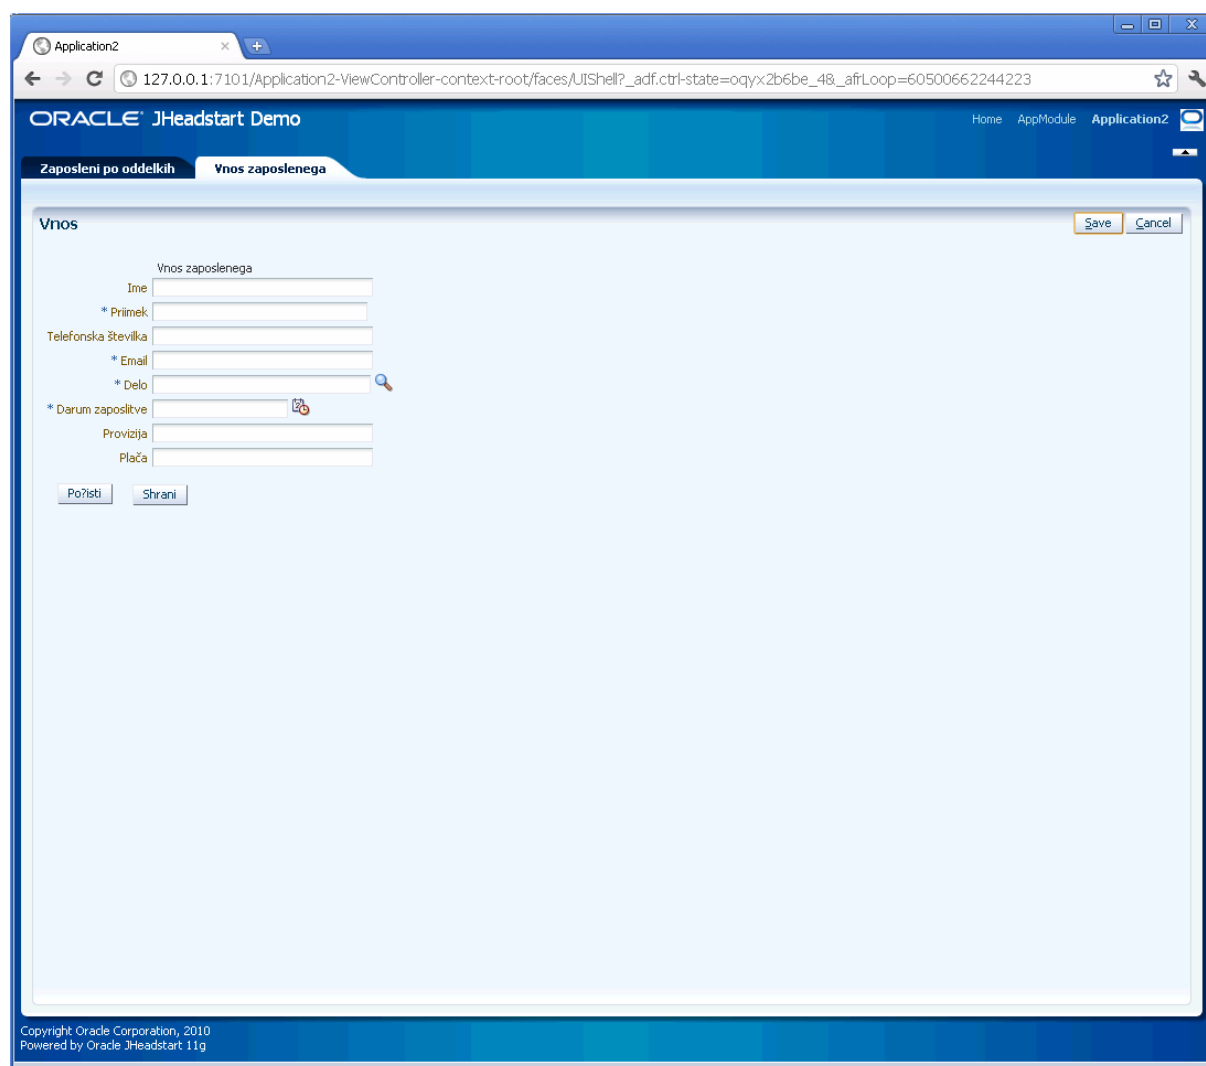 Application2
127.0.0.1:7101/Application2-ViewController-context-root/faces/UIShell?_adf.ctrl-state=oqyx2b6be_4&_afrLoop=60500662244223
ORACLE JHeadstart Demo
Home AppModule Application2
Zaposleni po oddelkih Vnos zaposlenega
Vnos Save Cancel
Vnos zaposlenega
Ime
* Priimek
Telefonska številka
* Email
* Delo
* Darum zaposlitve
Provizija
Plača
Po?isti Shrani
Copyright Oracle Corporation, 2010
Powered by Oracle JHeadstart 11g